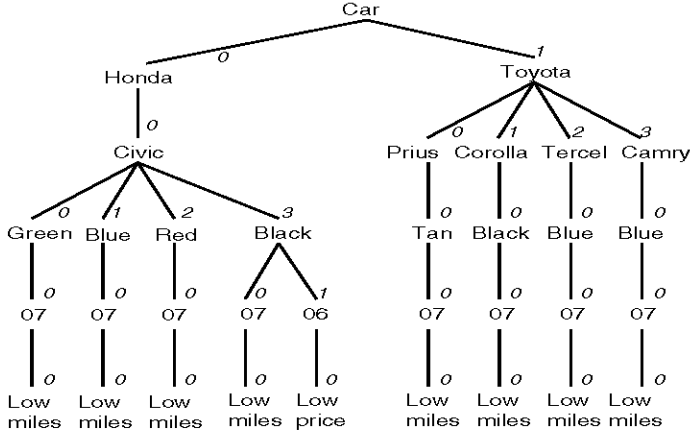 Car
0 1
Honda Toyota
0 0 1 2 3
Civic Prius Corolla Tercel Camry
0 1 2 3 0 0 0 0
Green Blue Red Black Tan Black Blue Blue
0 0 0 0 1 0 0 0 0
07 07 07 07 06 07 07 07 07
0 0 0 0 0 0 0 0 0
Low Low Low Low Low Low Low Low Low
miles miles miles miles price miles miles miles miles